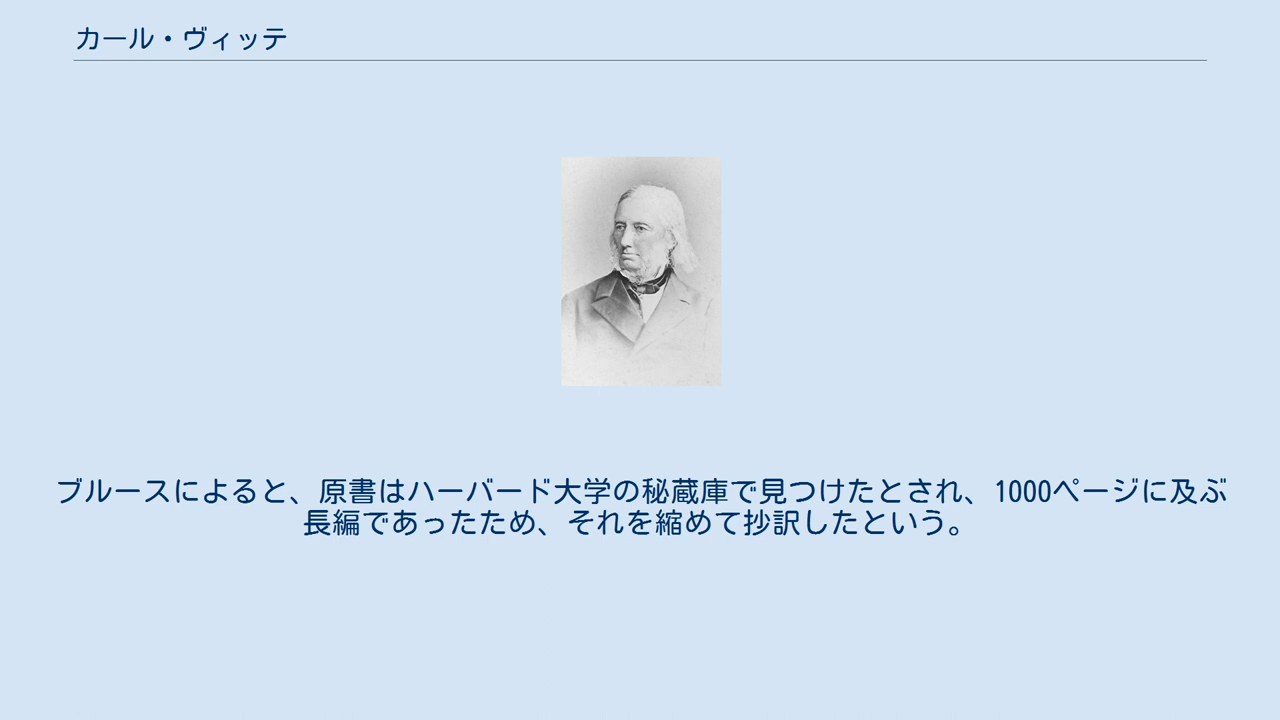 カール・ヴィッテ
ブルースによると、原書はハーバード大学の秘蔵庫で見つけたとされ、1000ページに及ぶ
長編であったため、それを縮めて抄訳したという。